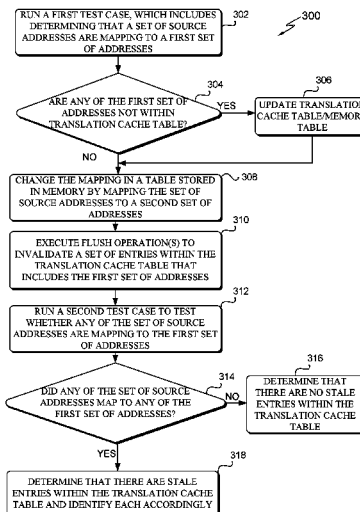 302
300
RUN A FIRST TEST CASE, WHICH INCLUDES
DETERMINING THAT A SET OF SOURCE
ADDRESSES ARE MAPPING TO A FIRST SET
OF ADDRESSES
304
ARE ANY OF THE FIRST SET OF
ADDRESSES NOT WITHIN
TRANSLATION CACHE TABLE?
YES
306
UPDATE TRANSLATION
CACHE TABLE/MEMORY
TABLE
NO
308
CHANGE THE MAPPING IN A TABLE STORED
IN MEMORY BY MAPPING THE SET OF
SOURCE ADDRESSES TO A SECOND SET OF
ADDRESSES
310
EXECUTE FLUSH OPERATION(S) TO
INVALIDATE A SET OF ENTRIES WITHIN THE
TRANSLATION CACHE TABLE THAT
INCLUDES THE FIRST SET OF ADDRESSES
312
RUN A SECOND TEST CASE TO TEST
WHETHER ANY OF THE SET OF SOURCE
ADDRESSES ARE MAPPING TO THE FIRST
SET OF ADDRESSES
314
DID ANY OF THE SET OF SOURCE
ADDRESSES MAP TO ANY OF THE
FIRST SET OF ADDRESSES?
NO
316
DETERMINE THAT
THERE ARE NO STALE
ENTRIES WITHIN THE
TRANSLATION CACHE
TABLE
YES
318
DETERMINE THAT THERE ARE STALE
ENTRIES WITHIN THE TRANSLATION CACHE
TABLE AND IDENTIFY EACH ACCORDINGLY